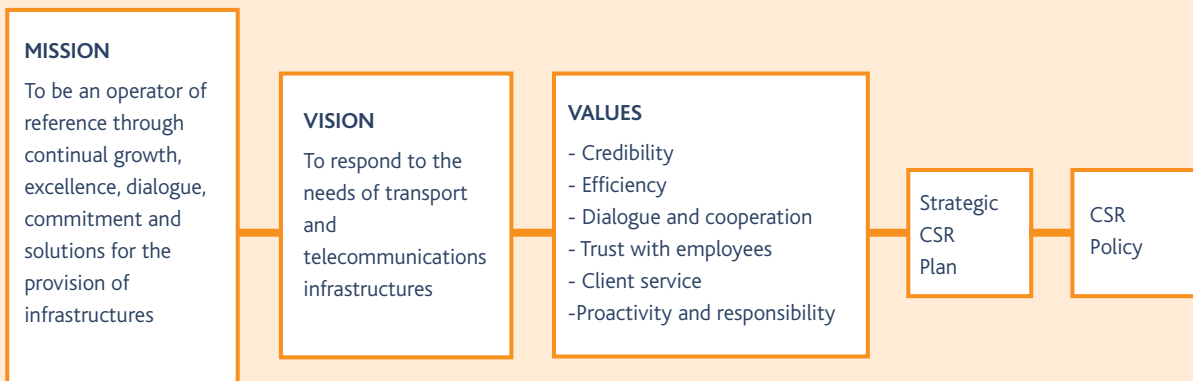 MISSION
To be an operator of
reference through
continual growth,
excellence, dialogue,
commitment and
solutions for the
provision of
infrastructures
VISION
To respond to the
needs of transport
and
telecommunications
infrastructures
VALUES
- Credibility
- Efficiency
- Dialogue and cooperation
- Trust with employees
- Client service
-Proactivity and responsibility
Strategic
CSR
Plan
CSR
Policy